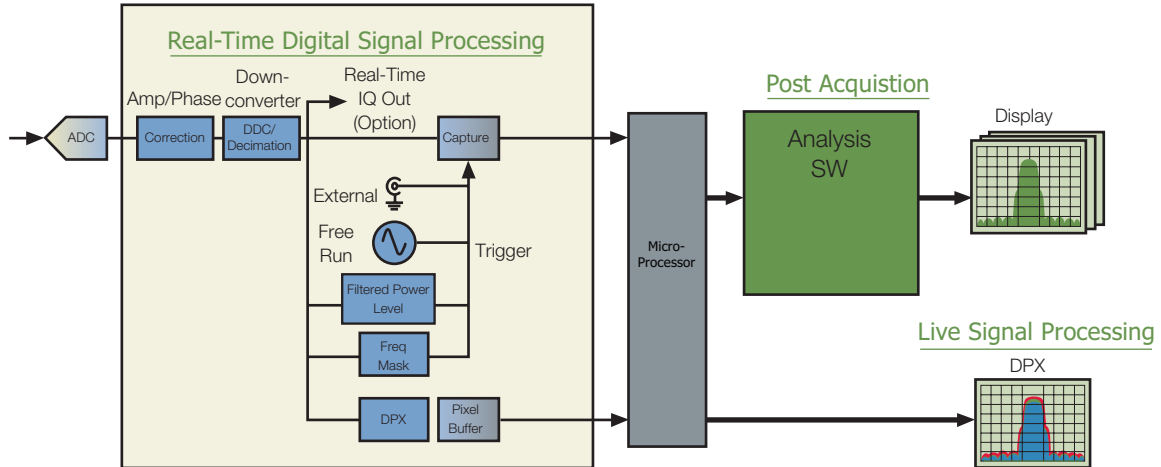 Real-Time Digital Signal Processing
Amp/Phase
Down-
converter
Real-Time
IQ Out
(Option)
ADC
Correction
DDC/
Decimation
Capture
External
Free
Run
Trigger
Filtered Power
Level
Freq
Mask
DPX
Pixel
Buffer
Micro-
Processor
Post Acquistion
Analysis
SW
Display
Live Signal Processing
DPX